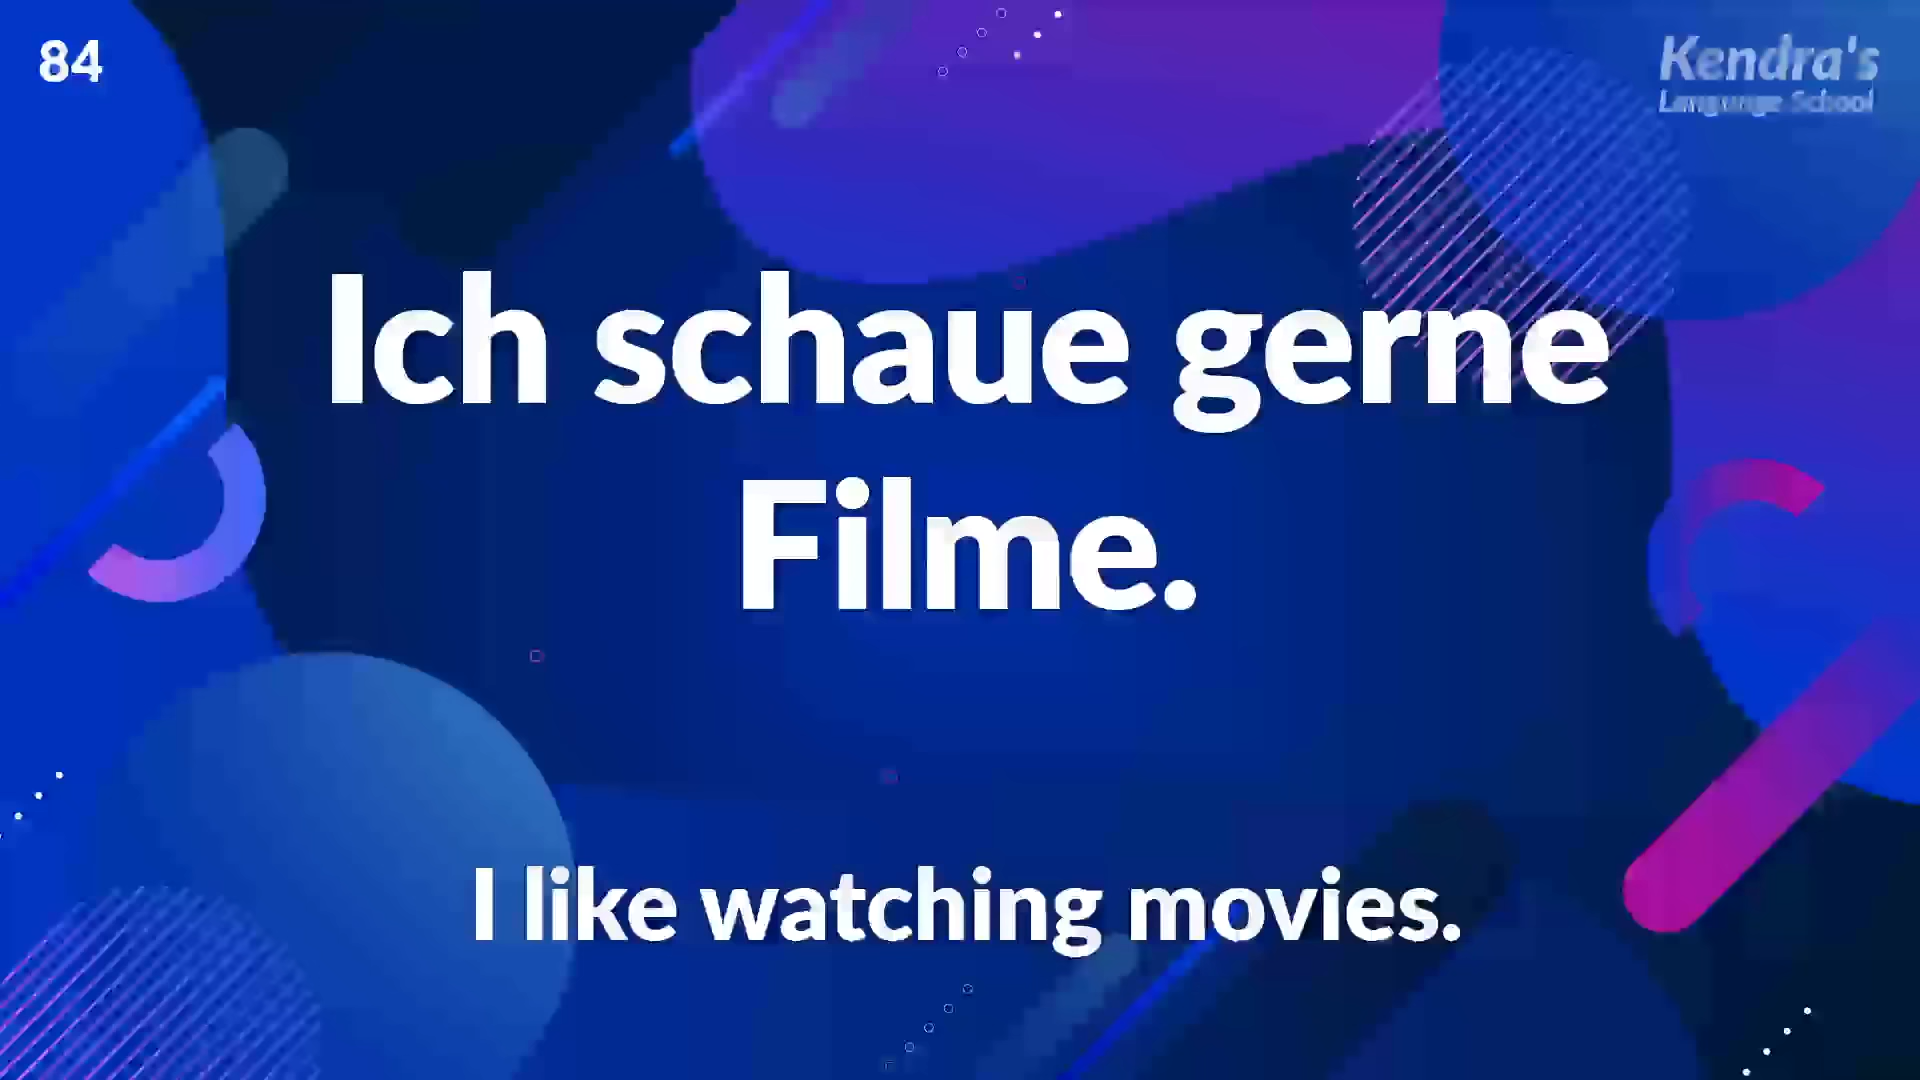 84
Kendra's
Language School
Ich schaue gerne
Filme.
I like watching movies.